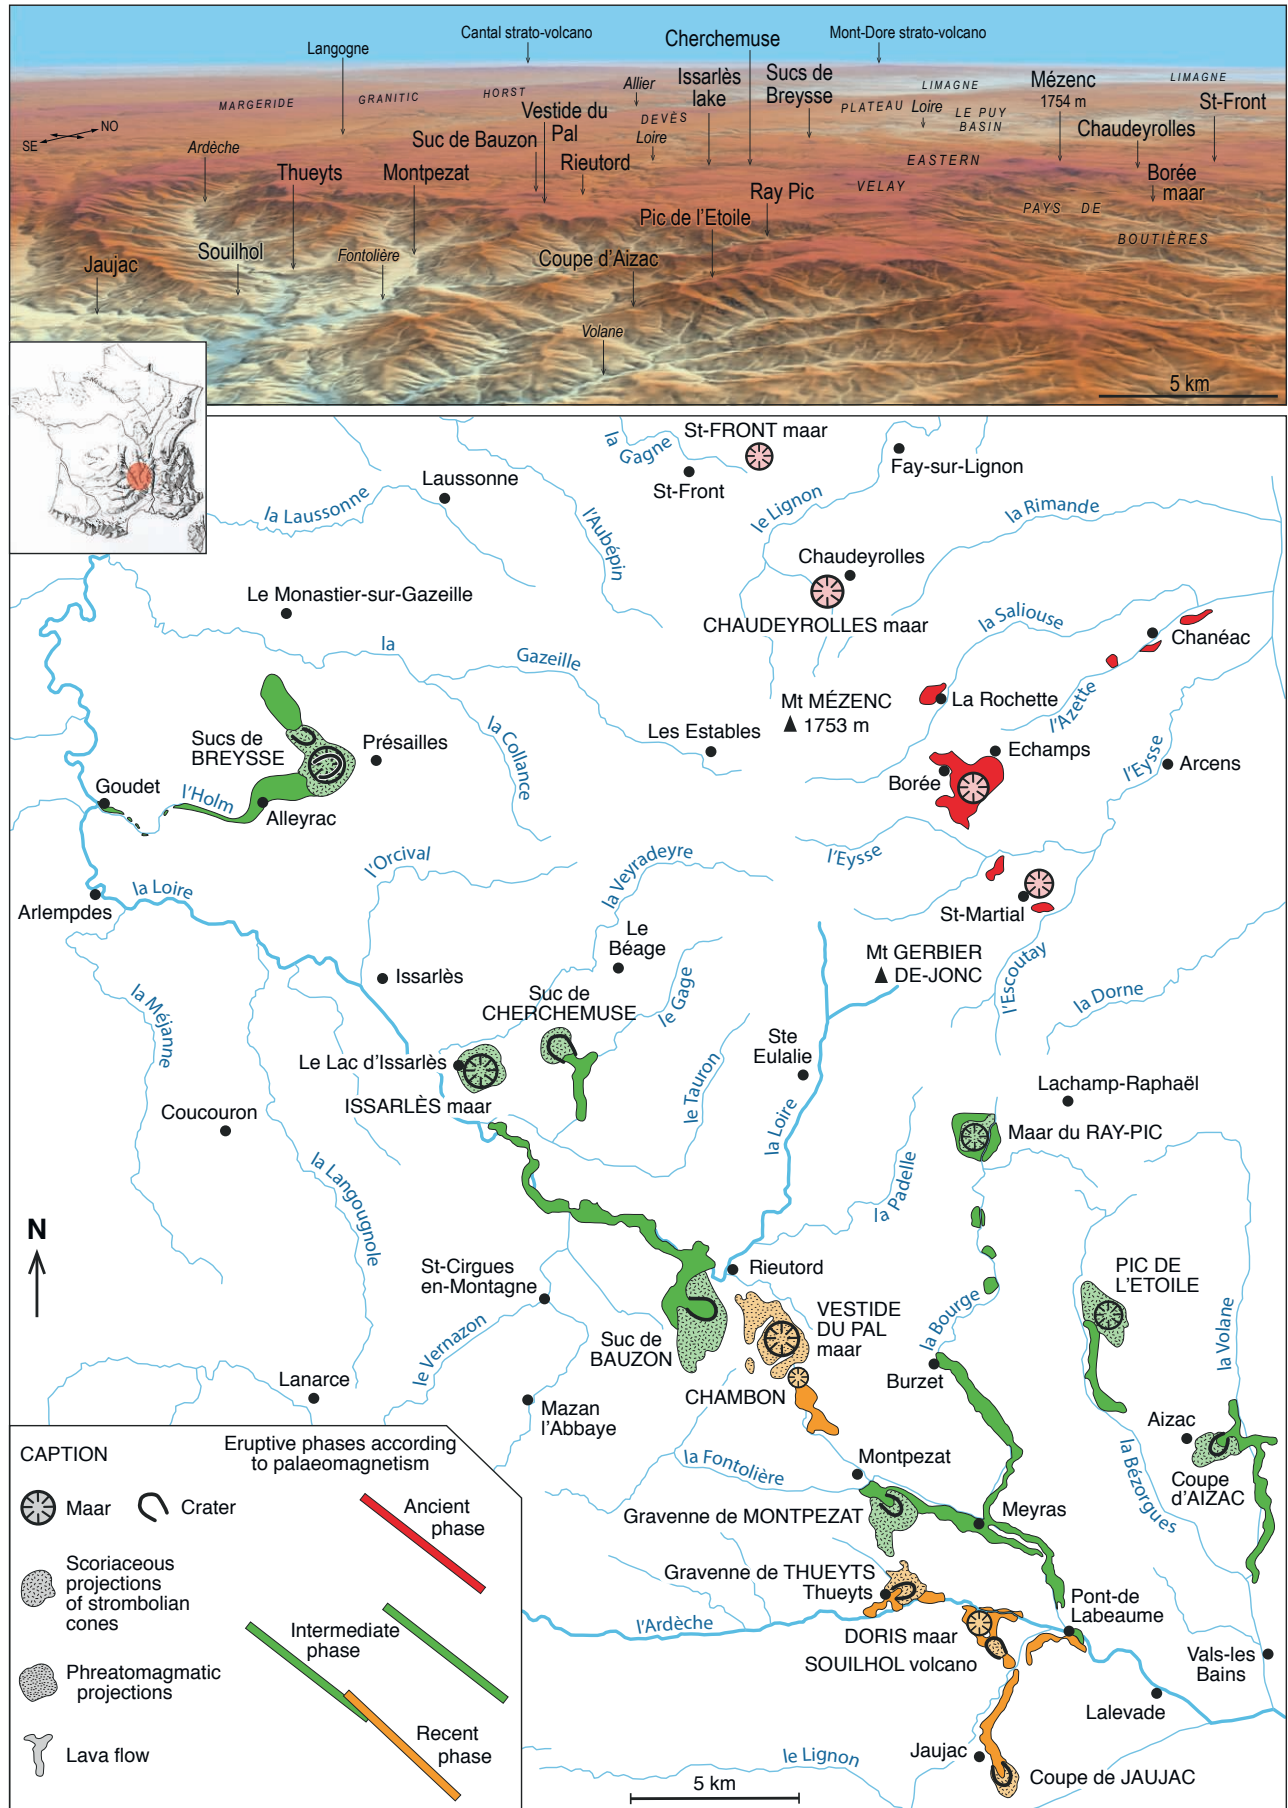 Cantal strato-volcano
Mont-Dore strato-volcano
Cherchemuse
Langogne
Issarlès
lake
Sucs de
Breysse
Mézenc
1754 m
LIMAGNE
LIMAGNE
St-Front
Allier
MARGERIDE
GRANITIC
HORST
Vestide du
Pal
DEVÈS
Loire
PLATEAU
Loire
LE PUY
BASIN
Chaudeyrolles
NO
SE
Ardèche
Suc de Bauzon
Rieutord
EASTERN
VELAY
Borée
maar
Thueyts
Montpezat
Ray Pic
PAYS DE
BOUTIÈRES
Pic de l'Etoile
Souilhol
Fontolière
Coupe d'Aizac
Jaujac
Volane
5 km
St-FRONT maar
la Gagne
St-Front
Fay-sur-Lignon
Laussonne
la Laussonne
l'Aubépin
le Lignon
la Rimande
Chaudeyrolles
CHAUDEYROLLES maar
Le Monastier-sur-Gazeille
la
Gazeille
la Saliouse
Chanéac
La Rochette
l'Azette
Mt MÉZENC
1753 m
Les Estables
la Collance
Sucs de
BREYSSE
Présailles
Echamps
l'Eysse
Arcens
Borée
Goudet
l'Holm
Alleyrac
l'Eysse
l'Orcival
la Veyradeyre
la Loire
Arlempdes
St-Martial
Le
Béage
Mt GERBIER
DE-JONC
l'Escoutay
la Dorne
Issarlès
Suc de
CHERCHEMUSE
le Gage
la Méjanne
Le Lac d'Issarlès
ISSARLÈS maar
le Tauron
Ste
Eulalie
la Loire
Lachamp-Raphaël
Maar du RAY-PIC
Coucouron
la Langougnole
la Padelle
N
St-Cirgues
en-Montagne
Rieutord
PIC DE
L'ETOILE
VESTIDE
DU PAL
maar
la Bourge
la Volane
le Vernazon
Suc de
BAUZON
Burzet
Lanarce
CHAMBON
Mazan
l'Abbaye
Aizac
Coupe
d'AIZAC
la Fontolière
Montpezat
la Bézorgues
Gravenne de MONTPEZAT
Meyras
Gravenne de THUEYTS
Thueyts
l'Ardèche
Pont-de
Labeaume
DORIS maar
SOUILHOL volcano
Vals-les
Bains
Lalevade
Jaujac
le Lignon
Coupe de JAUJAC
5 km
CAPTION
Eruptive phases according
to palaeomagnetism
Maar
Crater
Ancient
phase
Scoriaceous
projections
of strombolian
cones
Intermediate
phase
Phreatomagmatic
projections
Recent
phase
Lava flow